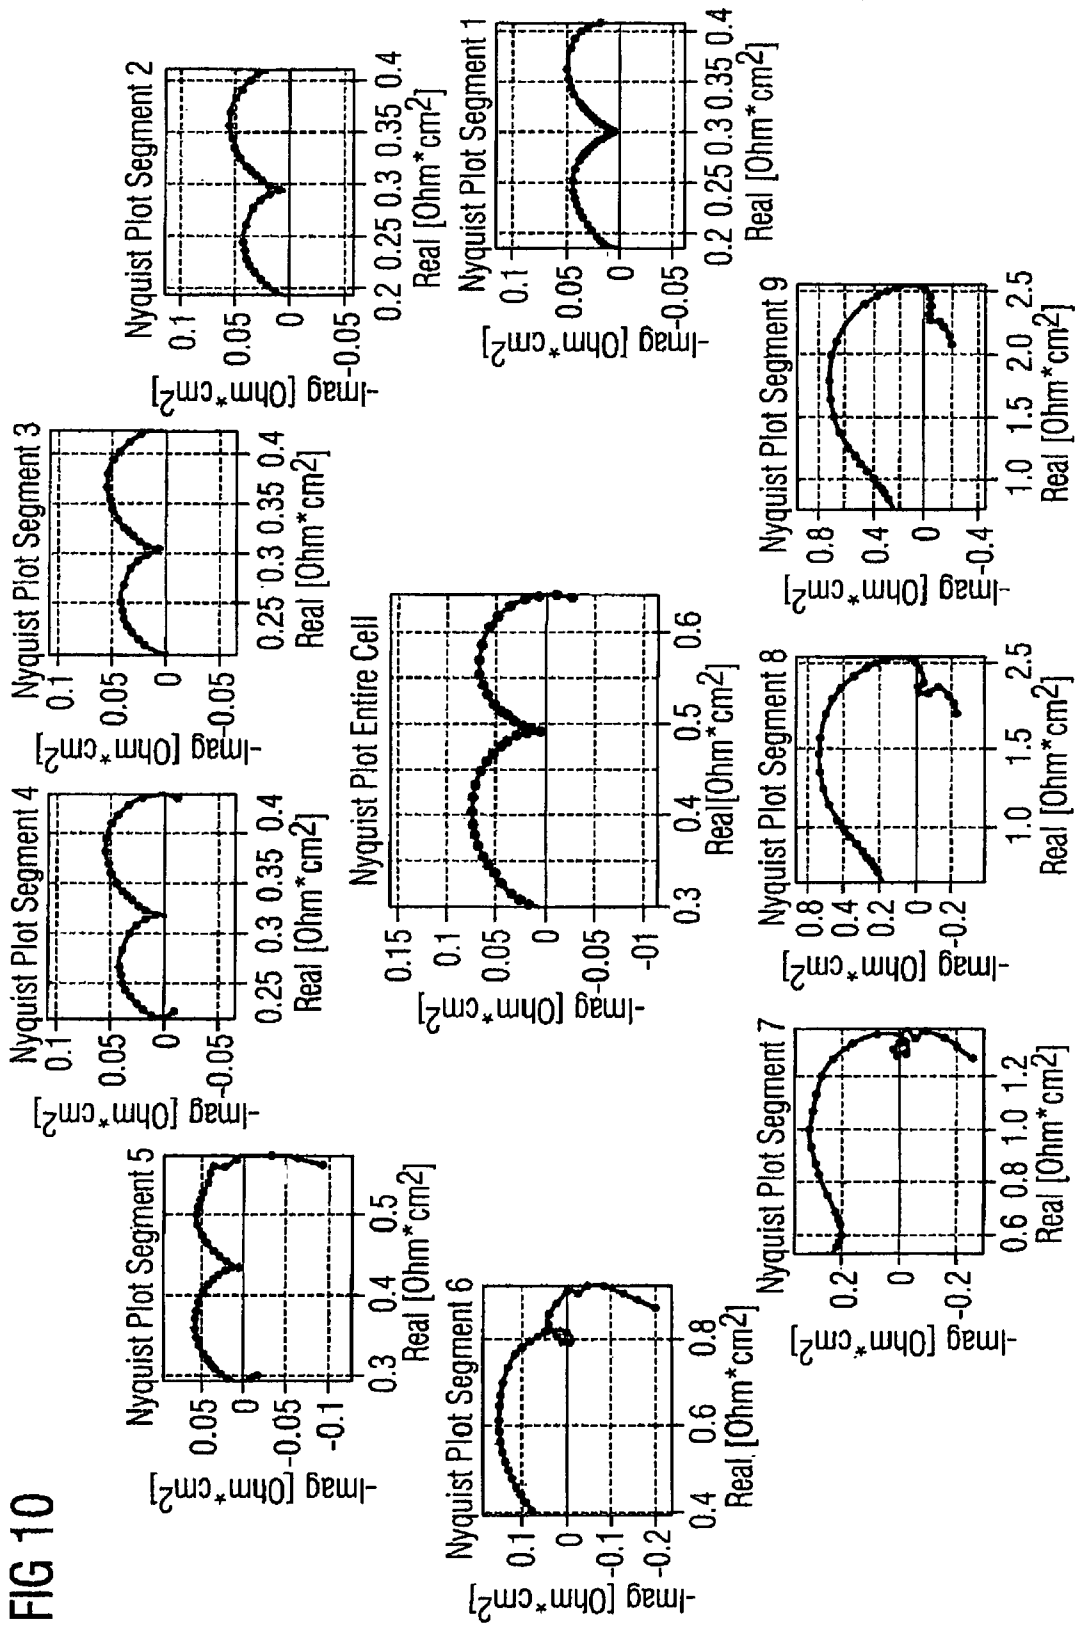 FIG 10
Nyquist Plot Segment 5
-Imag [Ohm*cm2]
0.05
0
-0.05
-0.1
0.3 0.4 0.5
Real [Ohm*cm2]
Nyquist Plot Segment 4
-Imag [Ohm*cm2]
0.1
0.05
0
-0.05
0.25 0.3 0.35 0.4
Real [Ohm*cm2]
Nyquist Plot Segment 3
-Imag [Ohm*cm2]
0.1
0.05
0
-0.05
0.25 0.3 0.35 0.4
Real [Ohm*cm2]
Nyquist Plot Segment 2
-Imag [Ohm*cm2]
0.1
0.05
0
-0.05
0.2 0.25 0.3 0.35 0.4
Real [Ohm*cm2]
Nyquist Plot Segment 6
-Imag [Ohm*cm2]
0.1
0
-0.1
-0.2
0.4 0.6 0.8
Real. [Ohm*cm2]
Nyquist Plot Entire Cell
-Imag [Ohm*cm2]
0.15
0.1
0.05
0
-0.05
-01
0.3 0.4 0.5 0.6
Real[Ohm*cm2]
Nyquist Plot Segment 1
-Imag [Ohm*cm2]
0.1
0.05
0
-0.05
0.2 0.25 0.3 0.35 0.4
Real [Ohm*cm2]
Nyquist Plot Segment 7
-Imag [Ohm*cm2]
0.2
0
-0.2
0.6 0.8 1.0 1.2
Real [Ohm*cm2]
Nyquist Plot Segment 8
-Imag [Ohm*cm2]
0.8
0.4
0.2
0
-0.2
1.0 1.5 2.5
Real [Ohm*cm2]
Nyquist Plot Segment 9
-Imag [Ohm*cm2]
0.8
0.4
0
-0.4
1.0 1.5 2.0 2.5
Real [Ohm*cm2]